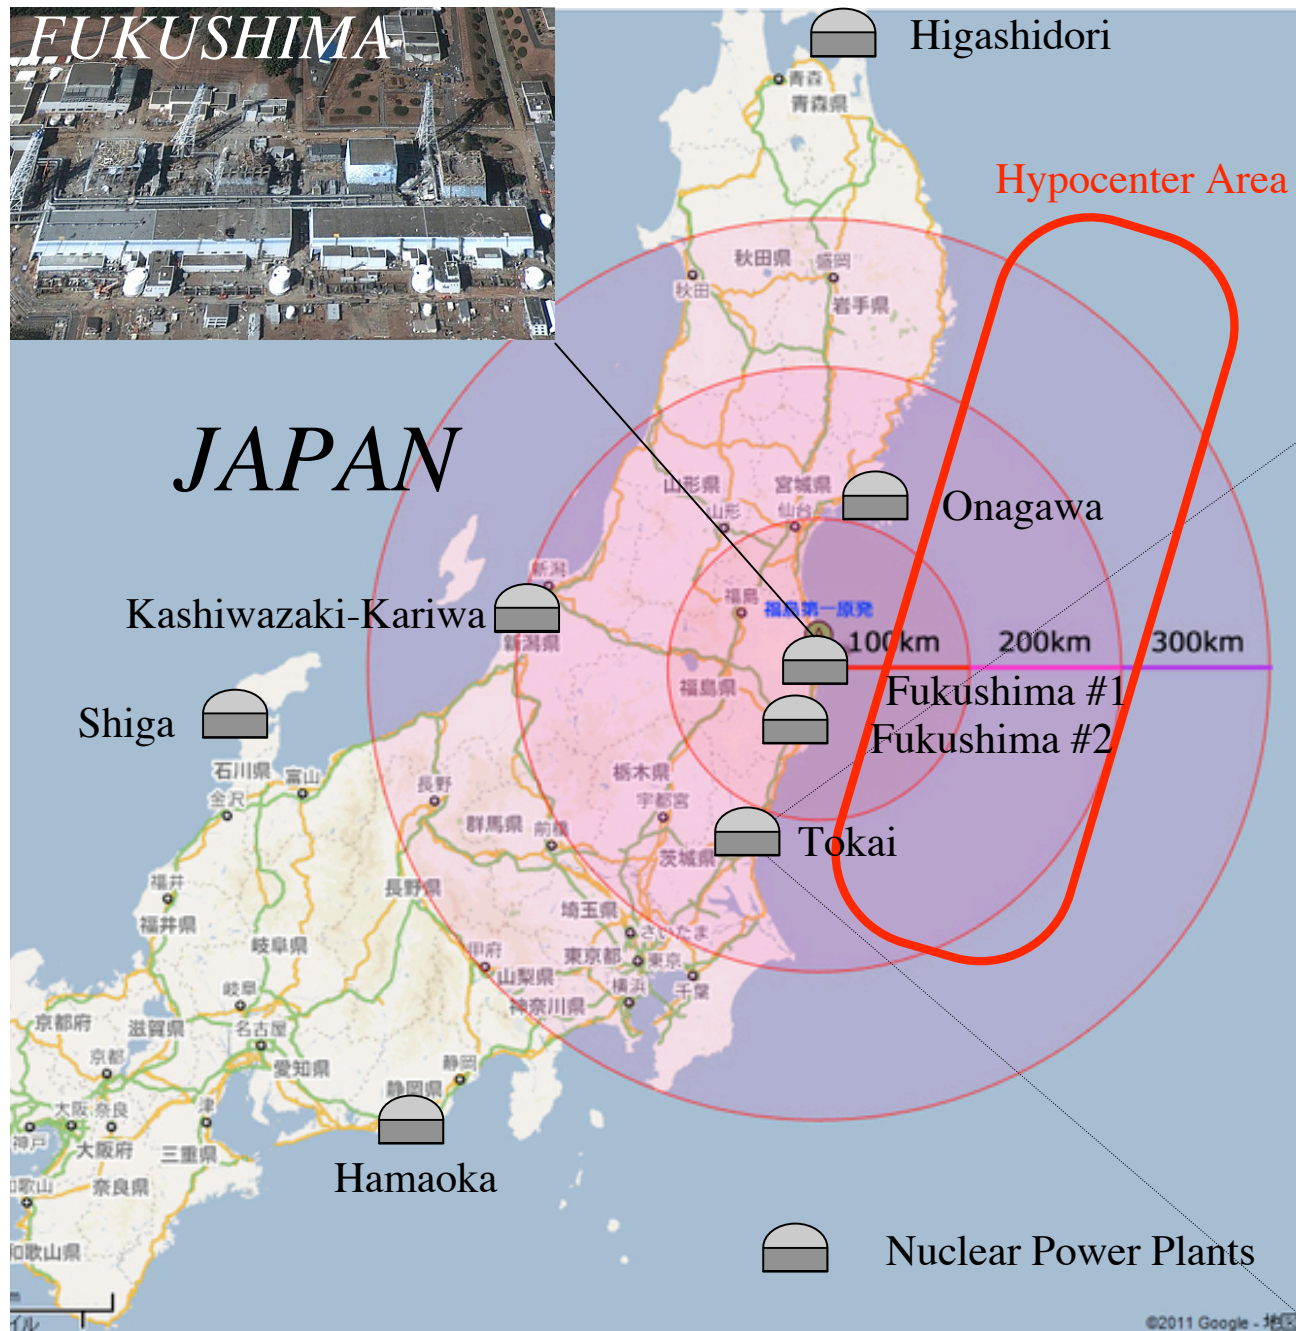 FUKUSHIMA
Higashidori
青森
青森県
Hypocenter Area
秋田県
盛岡
秋田
岩手県
JAPAN
山形県
宮城県
山形
仙台
Onagawa
新潟
福島
福島第一原発
Kashiwazaki-Kariwa
新潟県
A
100km
200km
300km
福島県
Fukushima #1
Shiga
Fukushima #2
石川県
富山
栃木県
長野
金沢
宇都宮
群馬県
前橋
Tokai
茨城県
福井
長野県
福井県
埼玉県
さいたま
岐阜県
甲府
東京都
東京
山梨県
千葉
横浜
岐阜
神奈川県
京都府
滋賀県
名古屋
京都
愛知県
静岡
静岡県
大阪
奈良
津
神戸
大阪府
三重県
Hamaoka
歌山
奈良県
和歌山県
Nuclear Power Plants
イル
©2011 Google - 地図